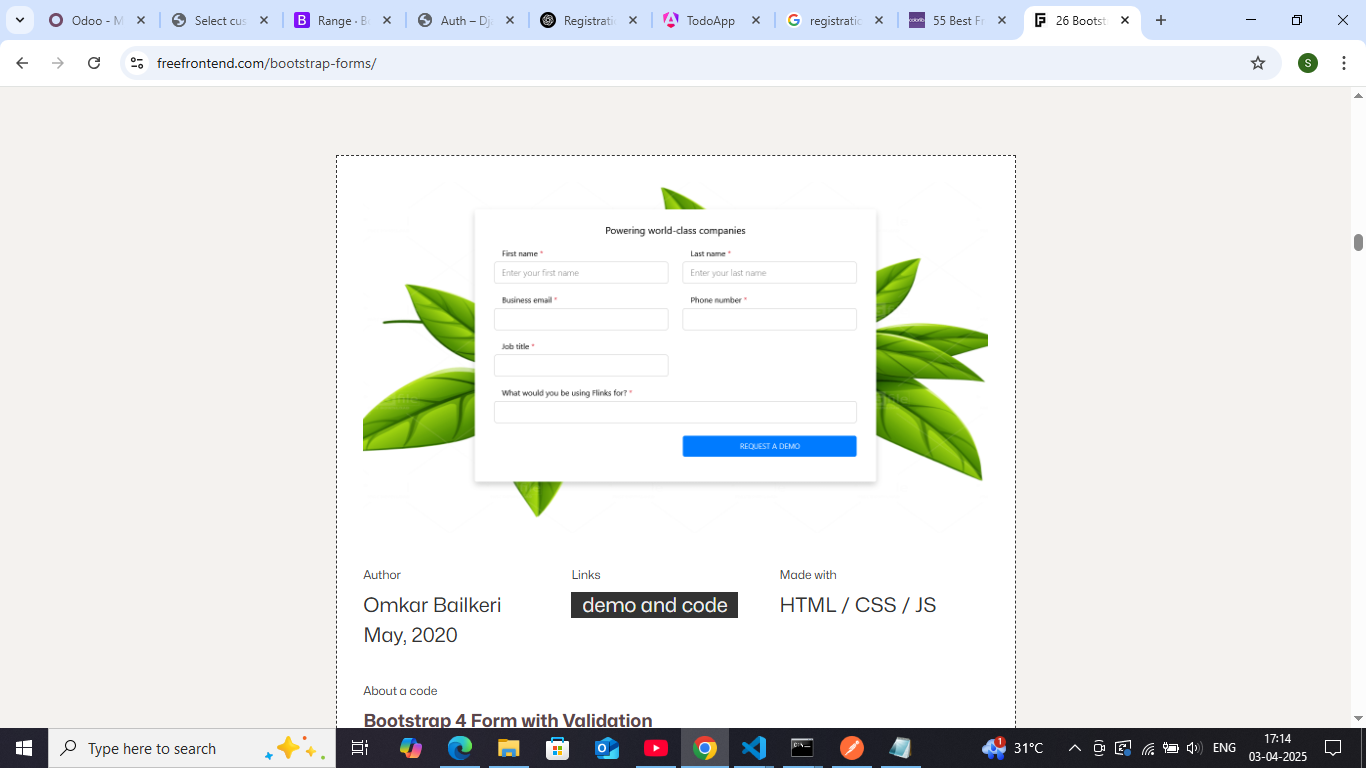 Odoo - M
Select cus
B Range - B
Auth – Dj
Registrati
TodoApp
registratic
colorlib 55 Best Fr
26 Bootst
freefrontend.com/bootstrap-forms/
S
Powering world-class companies
First name *
Last name *
Enter your first name
Enter your last name
Business email *
Phone number *
Job title *
What would you be using Flinks for? *
REQUEST A DEMO
Author
Links
Made with
Omkar Bailkeri
demo and code
HTML / CSS / JS
May, 2020
About a code
Bootstrap 4 Form with Validation
Type here to search
1
31°C
ENG
17:14
03-04-2025